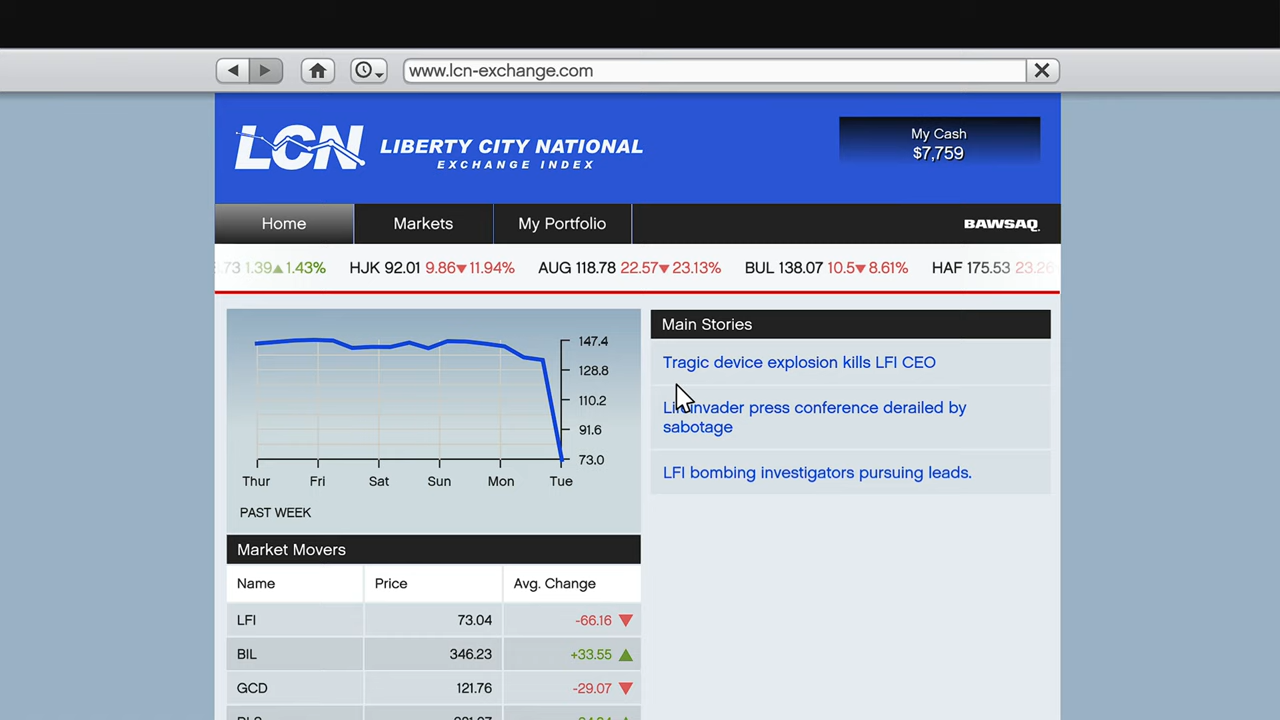 www.lcn-exchange.com
LCN LIBERTY CITY NATIONAL
EXCHANGE INDEX
My Cash
$7,759
Home Markets My Portfolio BAWSAQ
.73 1.39 1.43% HJK 92.01 9.86 11.94% AUG 118.78 22.57 23.13% BUL 138.07 10.5 8.61% HAF 175.53 23.26
147.4
128.8
110.2
91.6
73.0
Thur Fri Sat Sun Mon Tue
PAST WEEK
Main Stories
Tragic device explosion kills LFI CEO
invader press conference derailed by
sabotage
LFI bombing investigators pursuing leads.
Market Movers
Name Price Avg. Change
LFI 73.04 -66.16
BIL 346.23 +33.55
GCD 121.76 -29.07